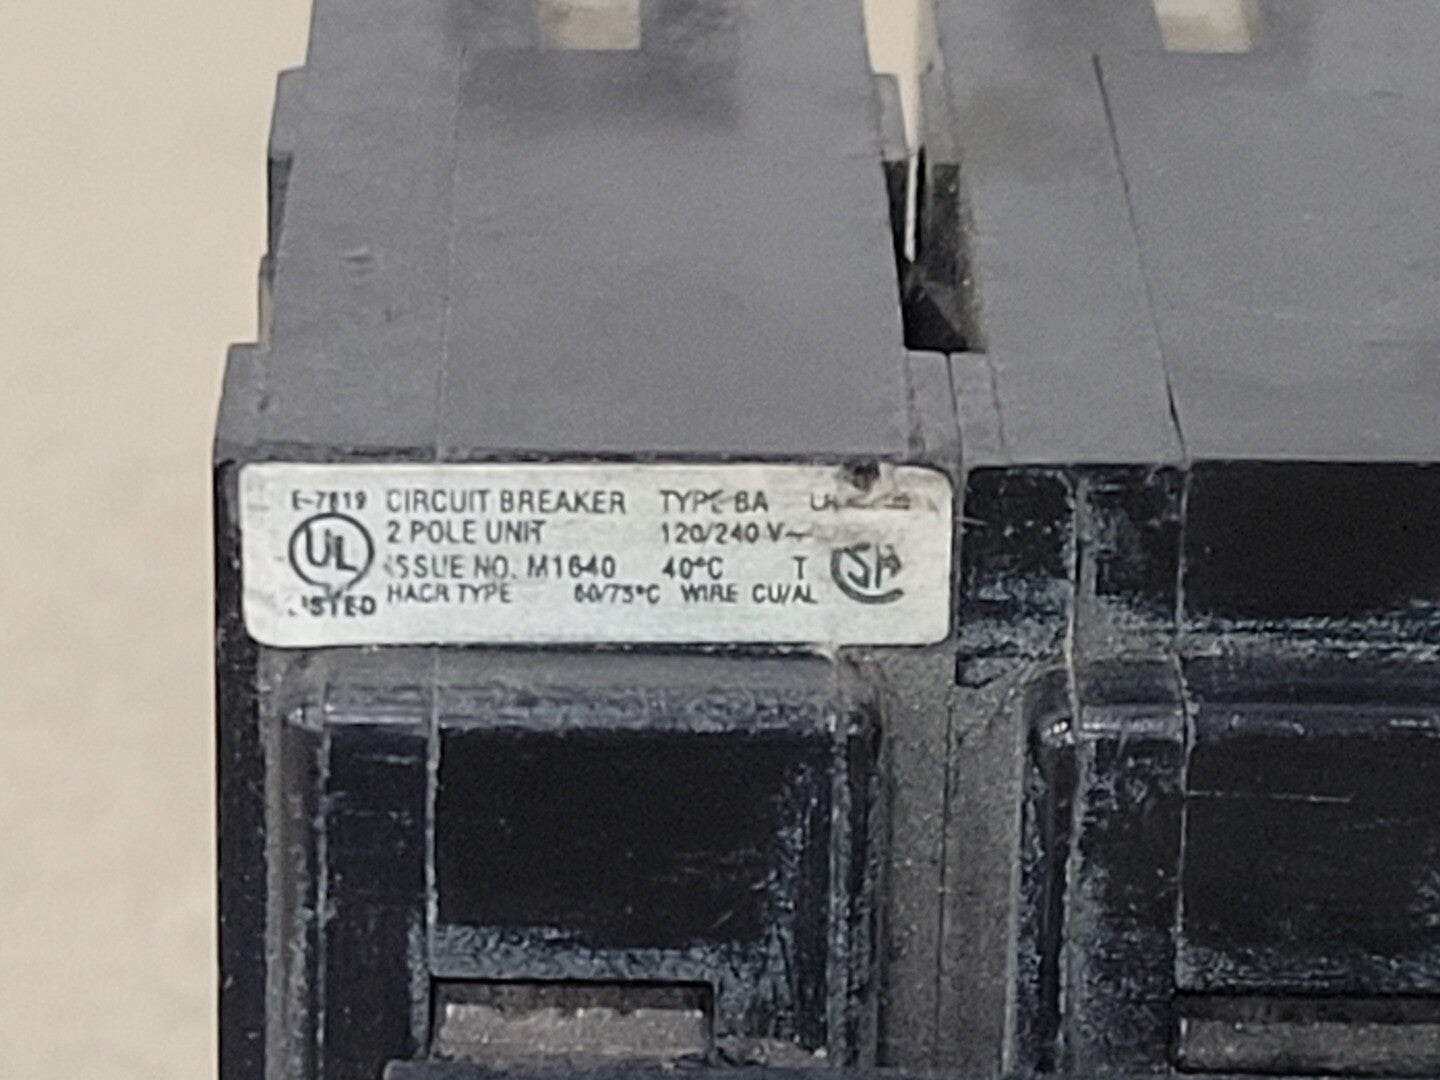 E-7819 CIRCUIT BREAKER TYPE BA
UL 2 POLE UNIT 120/240 V~
ISSUE NO. M1640 40°C T
LISTED HACR TYPE 60/75°C WIRE CU/AL